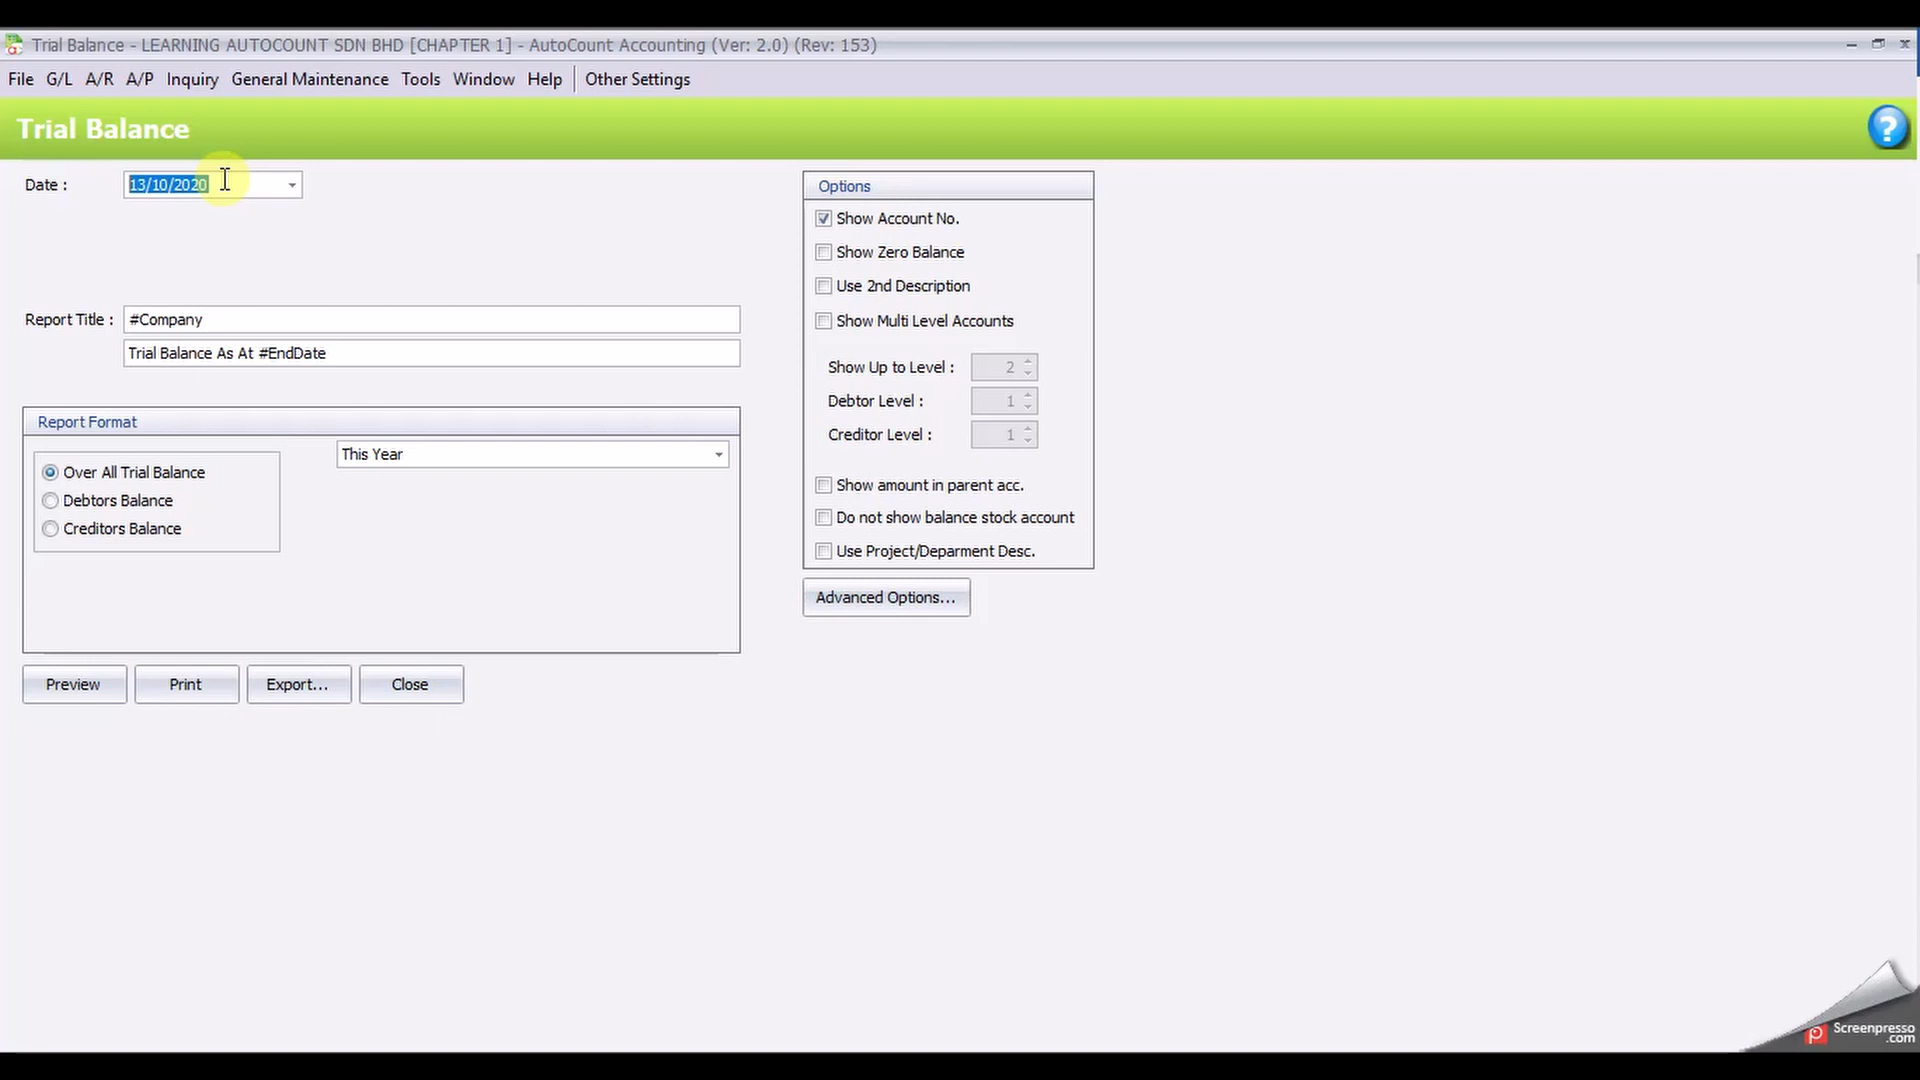 Trial Balance - LEARNING AUTOCOUNT SDN BHD [CHAPTER 1] - AutoCount Accounting (Ver: 2.0) (Rev: 153)
File G/L A/R A/P Inquiry General Maintenance Tools Window Help Other Settings
Trial Balance
Date : 13/10/2020
Report Title : #Company
Trial Balance As At #EndDate
Report Format
Over All Trial Balance
Debtors Balance
Creditors Balance
This Year
Preview Print Export... Close
Options
Show Account No.
Show Zero Balance
Use 2nd Description
Show Multi Level Accounts
Show Up to Level : 2
Debtor Level : 1
Creditor Level : 1
Show amount in parent acc.
Do not show balance stock account
Use Project/Deparment Desc.
Advanced Options...
Screenpresso
.com